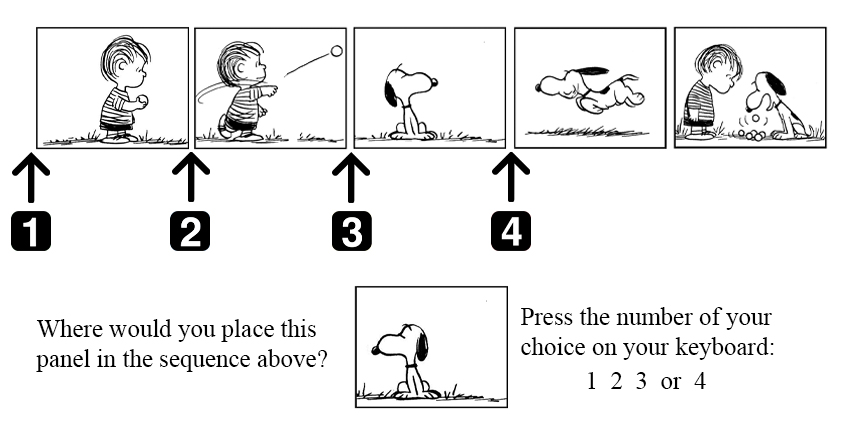 1 2 3 4
Where would you place this
panel in the sequence above?
Press the number of your
choice on your keyboard:
1 2 3 or 4